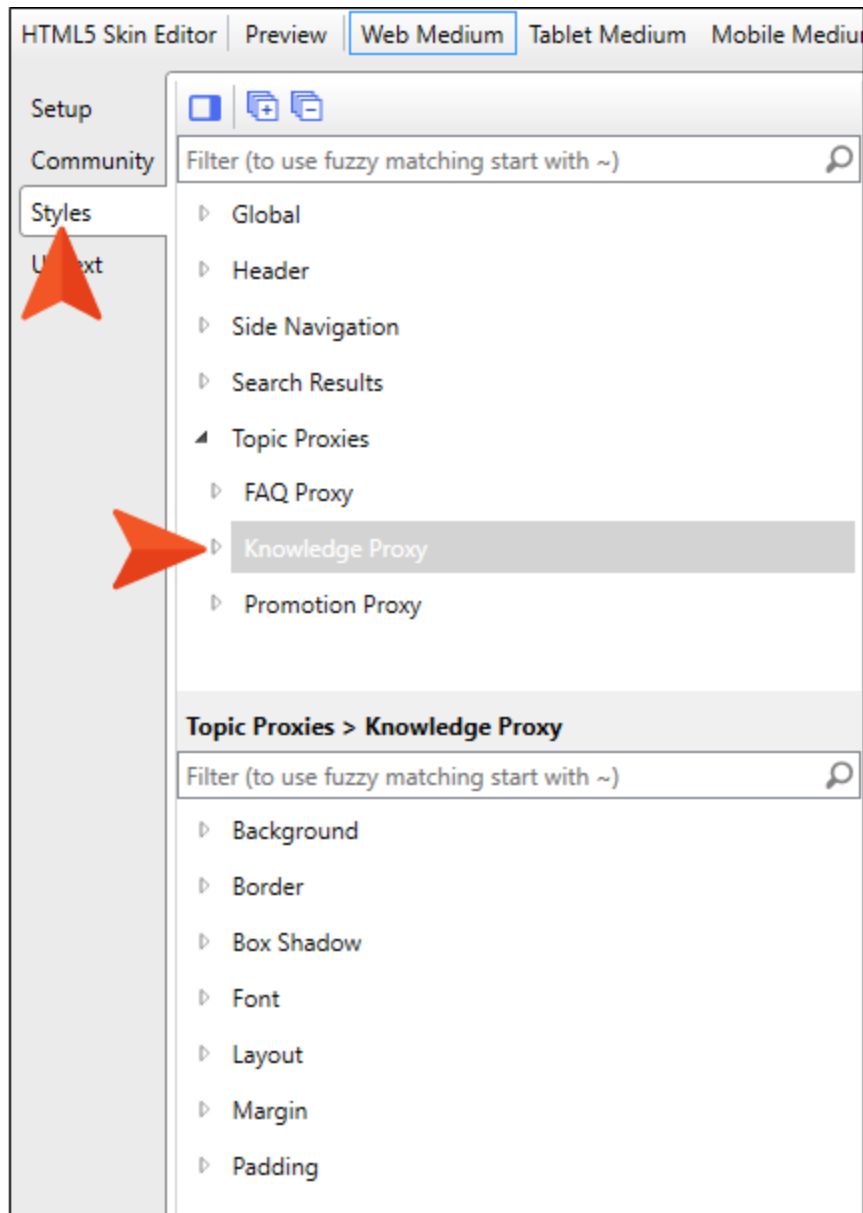 HTML5 Skin Editor Preview Web Medium Tablet Medium Mobile Mediu
Setup
Community
Styles
Filter (to use fuzzy matching start with ~)
Global
Header
Side Navigation
Search Results
Topic Proxies
FAQ Proxy
Knowledge Proxy
Promotion Proxy
Topic Proxies > Knowledge Proxy
Filter (to use fuzzy matching start with ~)
Background
Border
Box Shadow
Font
Layout
Margin
Padding